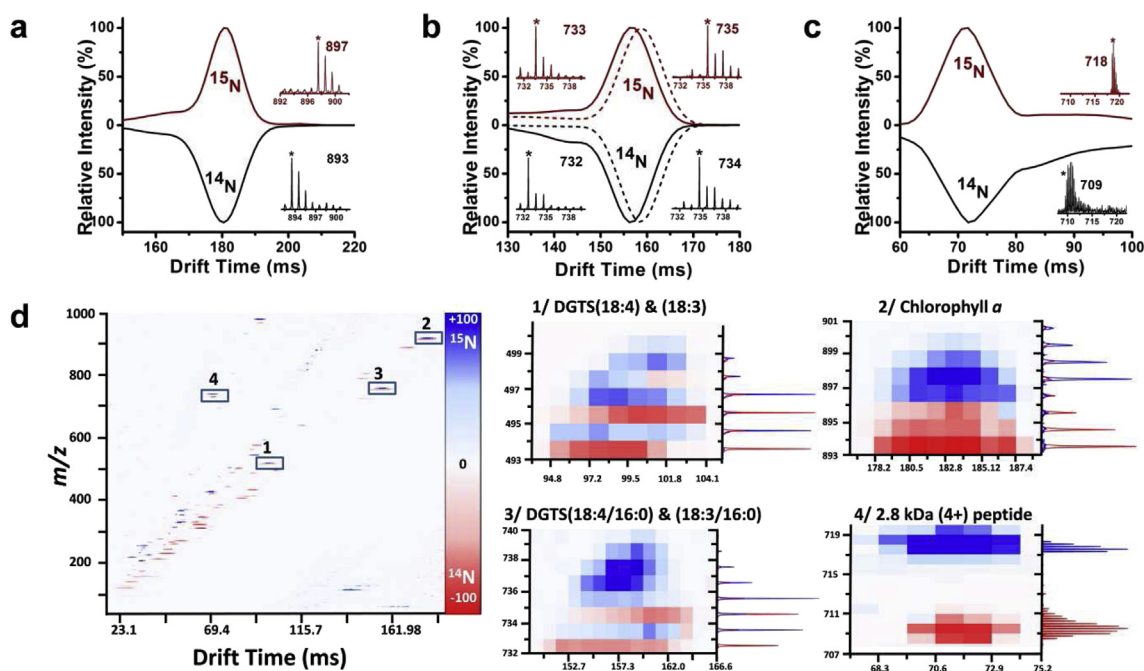 a
Relative Intensity (%)
100
50
0
50
100
15N
14N
* 897
892 896 900
* 893
894 897 900
160 180 200 220
Drift Time (ms)
b
Relative Intensity (%)
100
50
0
50
100
733 *
732 735 738
735 *
732 735 738
15N
14N
732 *
732 735 738
734 *
732 735 738
130 140 150 160 170 180
Drift Time (ms)
c
Relative Intensity (%)
100
50
0
50
100
15N
14N
718 *
710 715 720
* 709
710 715 720
60 70 80 90 100
Drift Time (ms)
d
m/z
1000
800
600
400
200
1
2
3
4
+100
15N
0
14N
-100
23.1 69.4 115.7 161.98
Drift Time (ms)
1/ DGTS(18:4) & (18:3)
499
497
495
493
94.8 97.2 99.5 101.8 104.1
2/ Chlorophyll a
901
899
897
895
893
178.2 180.5 182.8 185.12 187.4
3/ DGTS(18:4/16:0) & (18:3/16:0)
740
738
736
734
732
152.7 157.3 162.0 166.6
4/ 2.8 kDa (4+) peptide
719
715
711
707
68.3 70.6 72.9 75.2